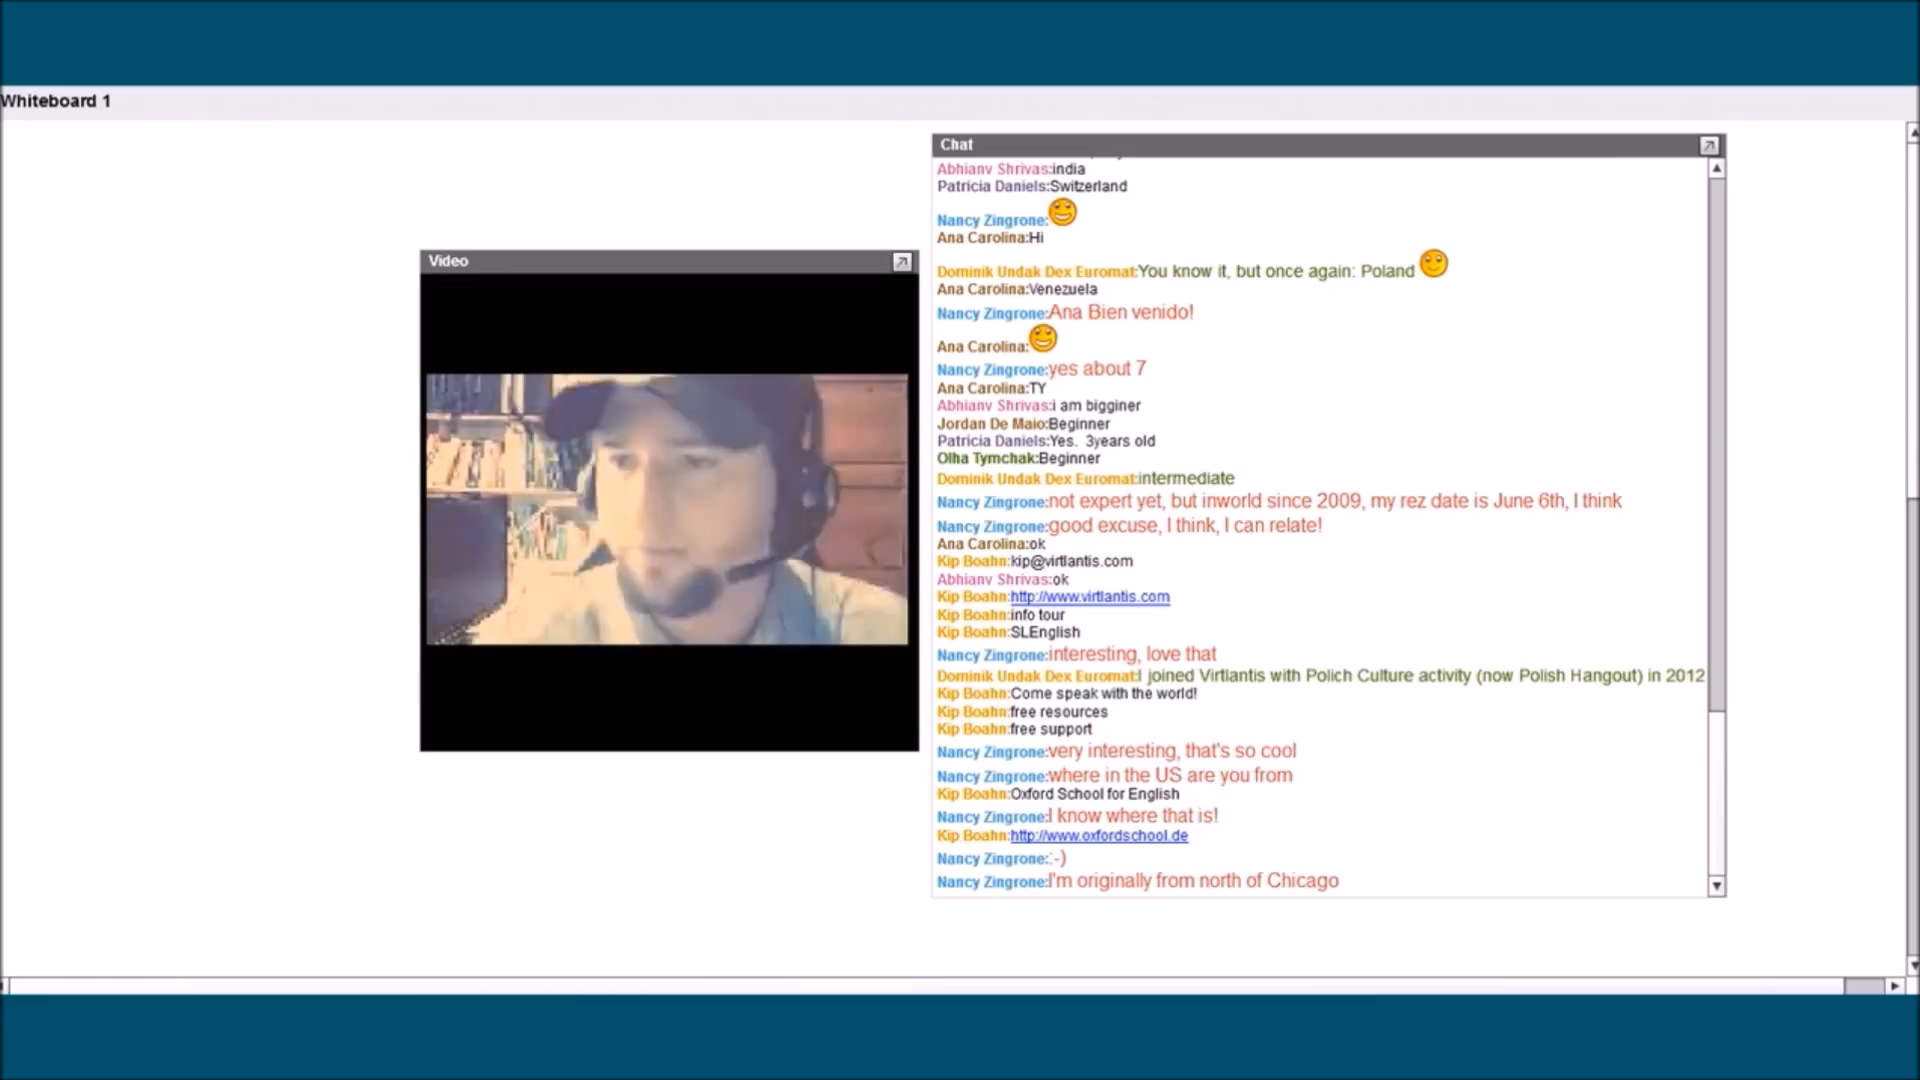 Whiteboard 1
Video
Chat
Abhianv Shrivas:india
Patricia Daniels:Switzerland
Nancy Zingrone:
Ana Carolina:Hi
Dominik Undak Dex Euromat:You know it, but once again: Poland
Ana Carolina:Venezuela
Nancy Zingrone:Ana Bien venido!
Ana Carolina:
Nancy Zingrone:yes about 7
Ana Carolina:TY
Abhianv Shrivas:i am bigginer
Jordan De Maio:Beginner
Patricia Daniels:Yes. 3years old
Olha Tymchak:Beginner
Dominik Undak Dex Euromat:intermediate
Nancy Zingrone:not expert yet, but inworld since 2009, my rez date is June 6th, I think
Nancy Zingrone:good excuse, I think, I can relate!
Ana Carolina:ok
Kip Boahn:kip@virtlantis.com
Abhianv Shrivas:ok
Kip Boahn:http://www.virtlantis.com
Kip Boahn:info tour
Kip Boahn:SLEnglish
Nancy Zingrone:interesting, love that
Dominik Undak Dex Euromat:I joined Virtlantis with Polich Culture activity (now Polish Hangout) in 2012
Kip Boahn:Come speak with the world!
Kip Boahn:free resources
Kip Boahn:free support
Nancy Zingrone:very interesting, that's so cool
Nancy Zingrone:where in the US are you from
Kip Boahn:Oxford School for English
Nancy Zingrone:I know where that is!
Kip Boahn:http://www.oxfordschool.de
Nancy Zingrone::-)
Nancy Zingrone:I'm originally from north of Chicago